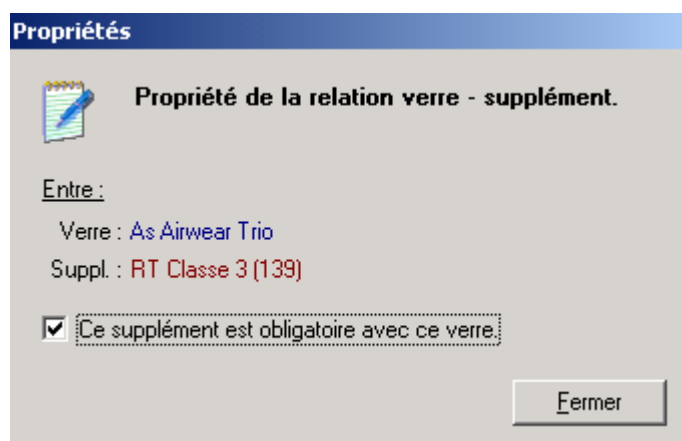 Propriétés
Propriété de la relation verre - supplément.
Entre :
Verre : As Airwear Trio
Suppl. : RT Classe 3 (139)
Ce supplément est obligatoire avec ce verre.
Fermer